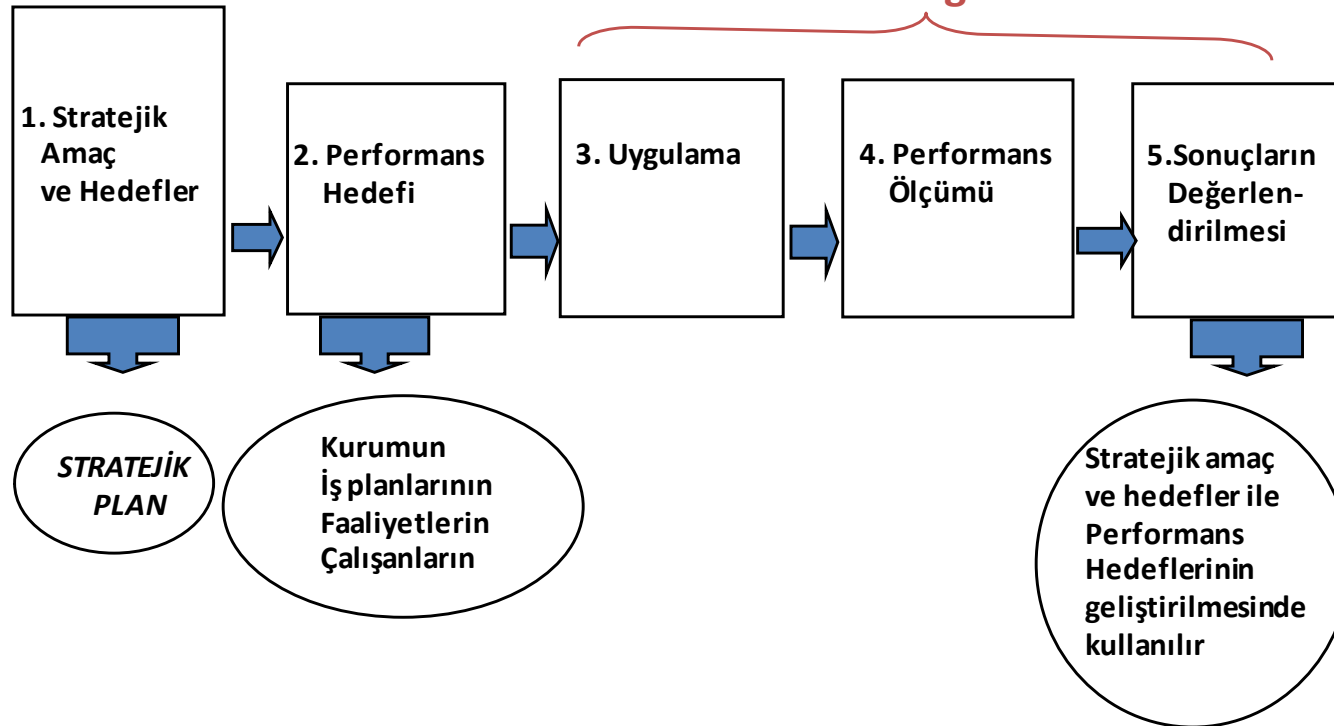 1. Stratejik
Amaç
ve Hedefler
2. Performans
Hedefi
3. Uygulama
4. Performans
Ölçümü
5.Sonuçların
Değerlen-
dirilmesi
STRATEJİK
PLAN
Kurumun
İş planlarının
Faaliyetlerin
Çalışanların
Stratejik amaç
ve hedefler ile
Performans
Hedeflerinin
geliştirilmesinde
kullanılır